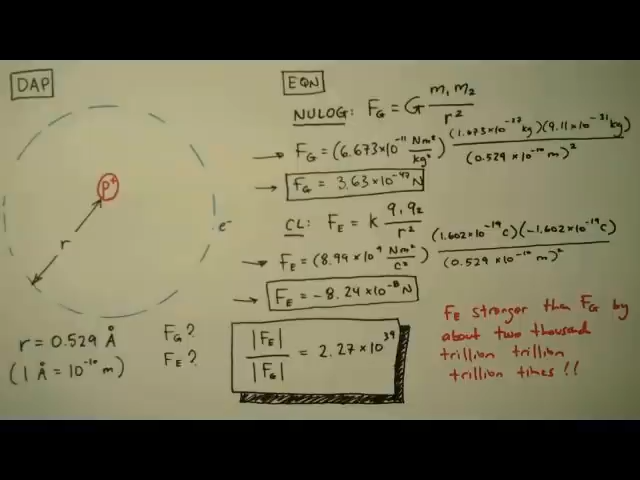 DAP
p+
r
e⁻
r = 0.529 Å
(1 Å = 10⁻¹⁰ m)
F_G ?
F_E ?
EQN
NULOG: F_G = G m₁m₂ / r²
→ F_G = (6.673×10⁻¹¹ Nm²/kg²) (1.673×10⁻²⁷ kg)(9.11×10⁻³¹ kg) / (0.529×10⁻¹⁰ m)²
→ F_G = 3.63×10⁻⁴⁷ N
CL: F_E = k q₁q₂ / r²
→ F_E = (8.99×10⁹ Nm²/C²) (1.602×10⁻¹⁹ C)(-1.602×10⁻¹⁹ C) / (0.529×10⁻¹⁰ m)²
→ F_E = -8.24×10⁻⁸ N
|F_E| / |F_G| = 2.27×10³⁹
F_E stronger than F_G by
about two thousand
trillion trillion
trillion times!!